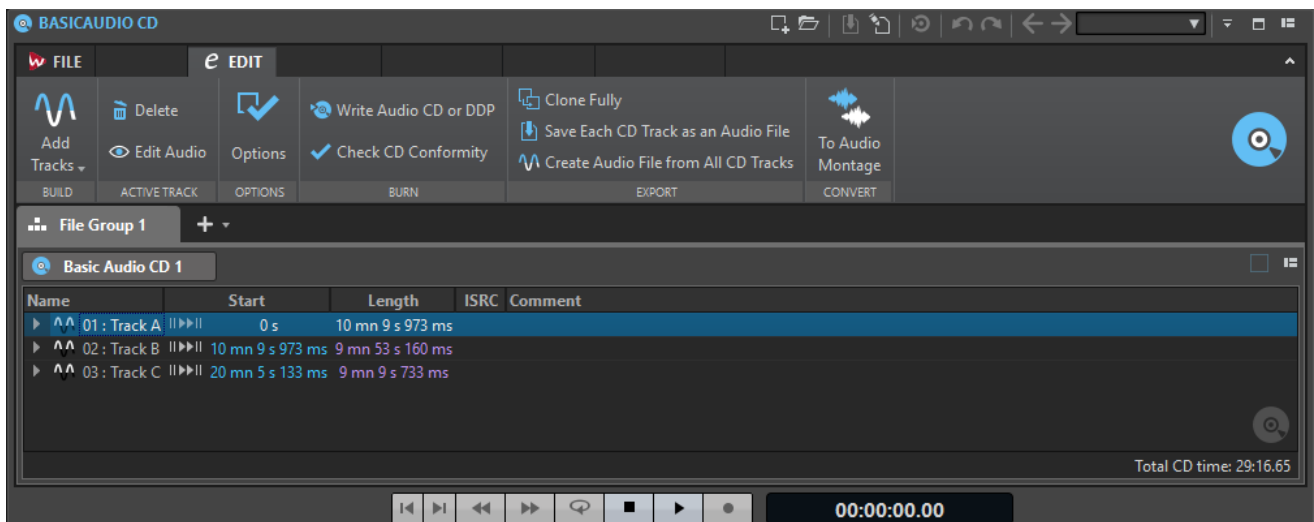 BASICAUDIO CD
FILE
e EDIT
Add Tracks
Delete
Edit Audio
Options
Write Audio CD or DDP
Check CD Conformity
Clone Fully
Save Each CD Track as an Audio File
Create Audio File from All CD Tracks
To Audio Montage
BUILD ACTIVE TRACK OPTIONS BURN EXPORT CONVERT
File Group 1
Basic Audio CD 1
Name Start Length ISRC Comment
01 : Track A 0 s 10 mn 9 s 973 ms
02 : Track B 10 mn 9 s 973 ms 9 mn 53 s 160 ms
03 : Track C 20 mn 5 s 133 ms 9 mn 9 s 733 ms
Total CD time: 29:16.65
00:00:00.00